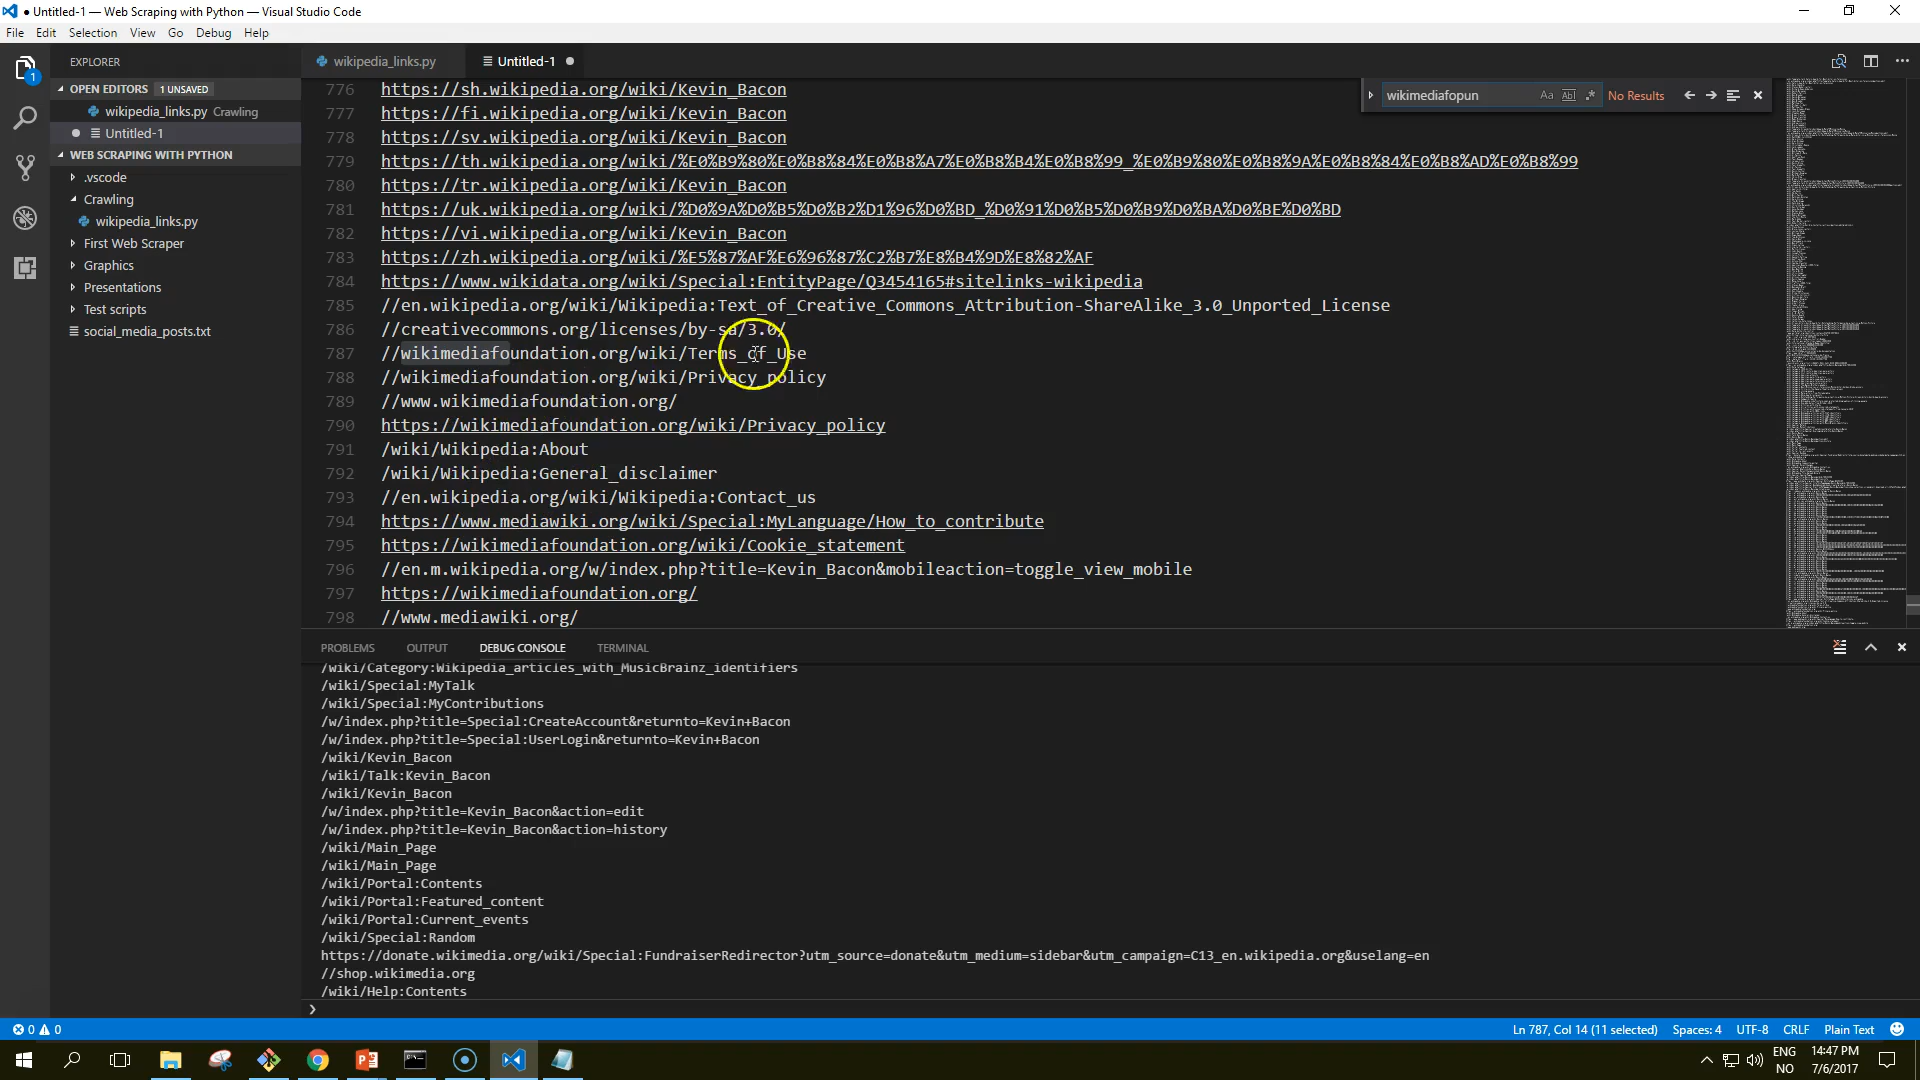 ● Untitled-1 — Web Scraping with Python — Visual Studio Code
File Edit Selection View Go Debug Help
EXPLORER
OPEN EDITORS 1 UNSAVED
wikipedia_links.py Crawling
Untitled-1
WEB SCRAPING WITH PYTHON
.vscode
Crawling
wikipedia_links.py
First Web Scraper
Graphics
Presentations
Test scripts
social_media_posts.txt
1
wikipedia_links.py Untitled-1
wikimediafopun Aa Abl .* No Results
776 https://sh.wikipedia.org/wiki/Kevin_Bacon
777 https://fi.wikipedia.org/wiki/Kevin_Bacon
778 https://sv.wikipedia.org/wiki/Kevin_Bacon
779 https://th.wikipedia.org/wiki/%E0%B9%80%E0%B8%84%E0%B8%A7%E0%B8%B4%E0%B8%99_%E0%B9%80%E0%B8%9A%E0%B8%84%E0%B8%AD%E0%B8%99
780 https://tr.wikipedia.org/wiki/Kevin_Bacon
781 https://uk.wikipedia.org/wiki/%D0%9A%D0%B5%D0%B2%D1%96%D0%BD_%D0%91%D0%B5%D0%B9%D0%BA%D0%BE%D0%BD
782 https://vi.wikipedia.org/wiki/Kevin_Bacon
783 https://zh.wikipedia.org/wiki/%E5%87%AF%E6%96%87%C2%B7%E8%B4%9D%E8%82%AF
784 https://www.wikidata.org/wiki/Special:EntityPage/Q3454165#sitelinks-wikipedia
785 //en.wikipedia.org/wiki/Wikipedia:Text_of_Creative_Commons_Attribution-ShareAlike_3.0_Unported_License
786 //creativecommons.org/licenses/by-sa/3.0/
787 //wikimediafoundation.org/wiki/Terms_of_Use
788 //wikimediafoundation.org/wiki/Privacy_policy
789 //www.wikimediafoundation.org/
790 https://wikimediafoundation.org/wiki/Privacy_policy
791 /wiki/Wikipedia:About
792 /wiki/Wikipedia:General_disclaimer
793 //en.wikipedia.org/wiki/Wikipedia:Contact_us
794 https://www.mediawiki.org/wiki/Special:MyLanguage/How_to_contribute
795 https://wikimediafoundation.org/wiki/Cookie_statement
796 //en.m.wikipedia.org/w/index.php?title=Kevin_Bacon&mobileaction=toggle_view_mobile
797 https://wikimediafoundation.org/
798 //www.mediawiki.org/
PROBLEMS OUTPUT DEBUG CONSOLE TERMINAL
/wiki/Category:Wikipedia_articles_with_MusicBrainz_identifiers
/wiki/Special:MyTalk
/wiki/Special:MyContributions
/w/index.php?title=Special:CreateAccount&returnto=Kevin+Bacon
/w/index.php?title=Special:UserLogin&returnto=Kevin+Bacon
/wiki/Kevin_Bacon
/wiki/Talk:Kevin_Bacon
/wiki/Kevin_Bacon
/w/index.php?title=Kevin_Bacon&action=edit
/w/index.php?title=Kevin_Bacon&action=history
/wiki/Main_Page
/wiki/Main_Page
/wiki/Portal:Contents
/wiki/Portal:Featured_content
/wiki/Portal:Current_events
/wiki/Special:Random
https://donate.wikimedia.org/wiki/Special:FundraiserRedirector?utm_source=donate&utm_medium=sidebar&utm_campaign=C13_en.wikipedia.org&uselang=en
//shop.wikimedia.org
/wiki/Help:Contents
0 0 Ln 787, Col 14 (11 selected) Spaces: 4 UTF-8 CRLF Plain Text
ENG
NO
14:47 PM
7/6/2017